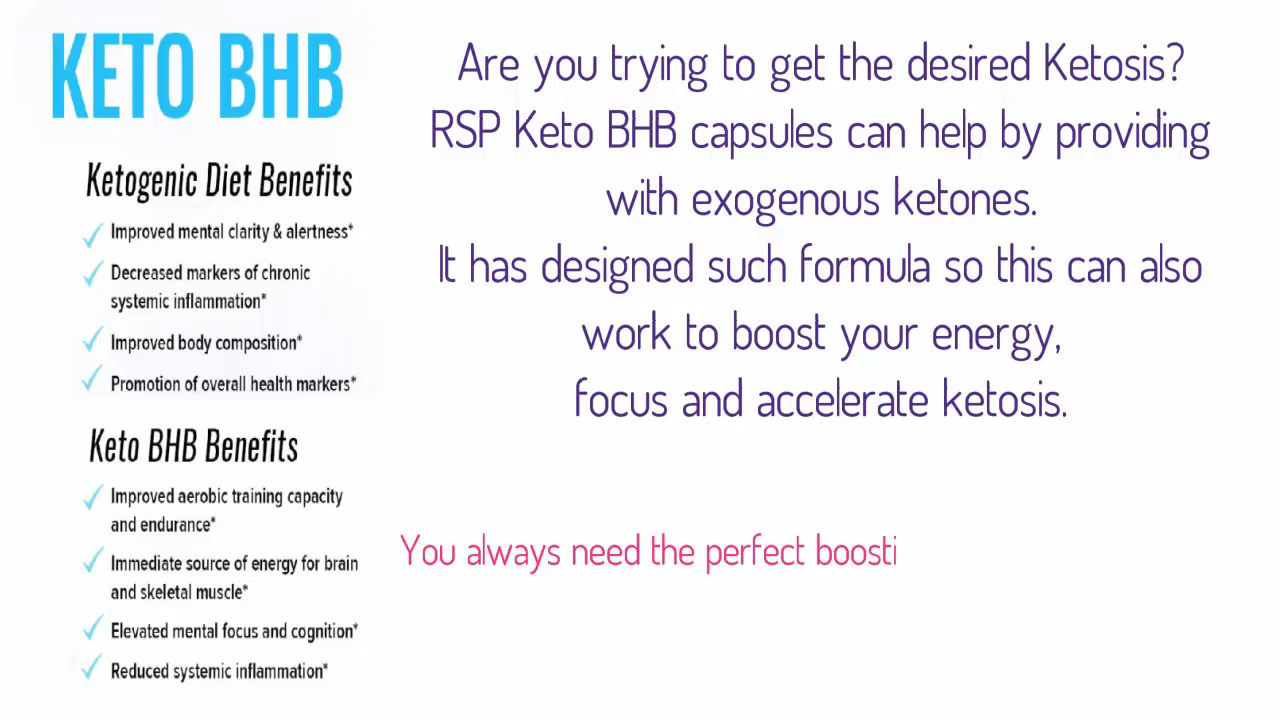 KETO BHB
Ketogenic Diet Benefits
Improved mental clarity & alertness*
Decreased markers of chronic
systemic inflammation*
Improved body composition*
Promotion of overall health markers*
Keto BHB Benefits
Improved aerobic training capacity
and endurance*
Immediate source of energy for brain
and skeletal muscle*
Elevated mental focus and cognition*
Reduced systemic inflammation*
Are you trying to get the desired Ketosis?
RSP Keto BHB capsules can help by providing
with exogenous ketones.
It has designed such formula so this can also
work to boost your energy,
focus and accelerate ketosis.
You always need the perfect boosti